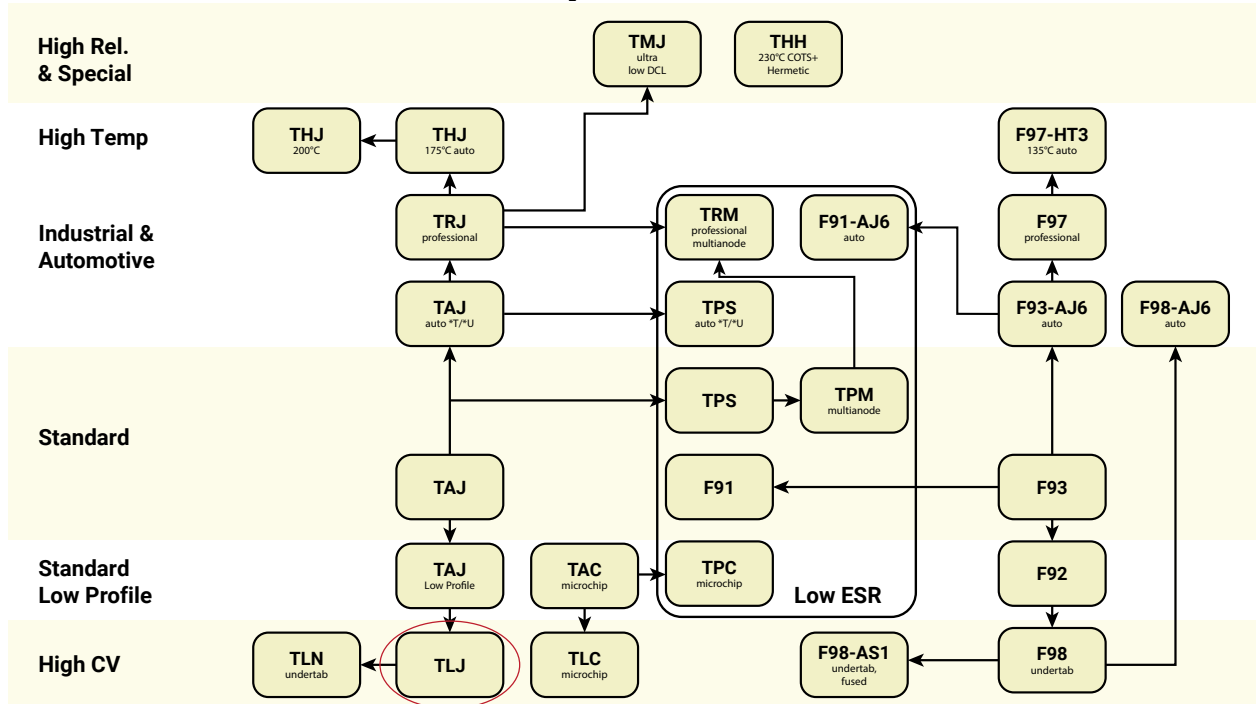 High Rel.
& Special
TMJ
ultra
low DCL
THH
230°C COTS+
Hermetic
High Temp
THJ
200°C
THJ
175°C auto
F97-HT3
135°C auto
Industrial &
Automotive
TRJ
professional
TRM
professional
multianode
F91-AJ6
auto
F97
professional
TAJ
auto *T/*U
TPS
auto *T/*U
F93-AJ6
auto
F98-AJ6
auto
Standard
TPS
TPM
multianode
TAJ
F91
F93
Standard
Low Profile
TAJ
Low Profile
TAC
microchip
TPC
microchip
Low ESR
F92
High CV
TLN
undertab
TLJ
TLC
microchip
F98-AS1
undertab,
fused
F98
undertab